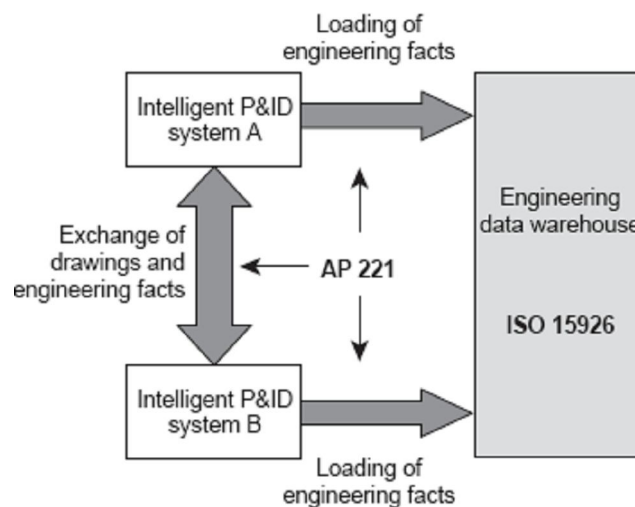 Loading of
engineering facts
Intelligent P&ID
system A
Engineering
data warehouse
Exchange of
drawings and
engineering facts
AP 221
ISO 15926
Intelligent P&ID
system B
Loading of
engineering facts